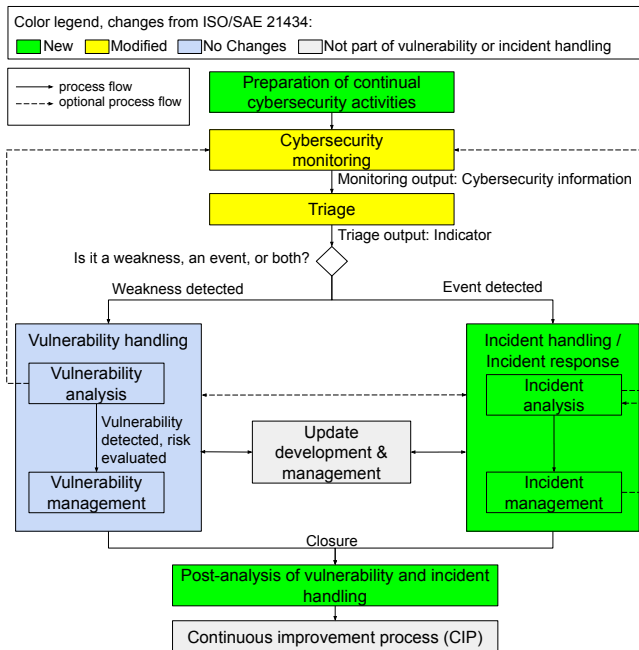 Color legend, changes from ISO/SAE 21434:
New
Modified
No Changes
Not part of vulnerability or incident handling
process flow
optional process flow
Preparation of continual
cybersecurity activities
Cybersecurity
monitoring
Monitoring output: Cybersecurity information
Triage
Triage output: Indicator
Is it a weakness, an event, or both?
Weakness detected
Event detected
Vulnerability handling
Vulnerability
analysis
Vulnerability
detected, risk
evaluated
Vulnerability
management
Update
development &
management
Incident handling /
Incident response
Incident
analysis
Incident
management
Closure
Post-analysis of vulnerability and incident
handling
Continuous improvement process (CIP)